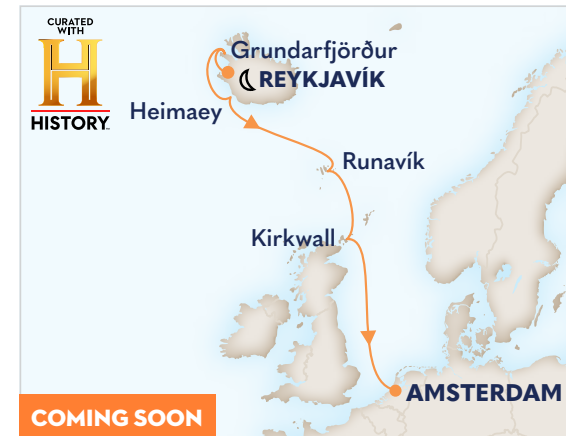 CURATED
WITH
H
HISTORY.
Grundarfjörður
REYKJAVÍK
Heimaey
Runavík
Kirkwall
AMSTERDAM
COMING SOON